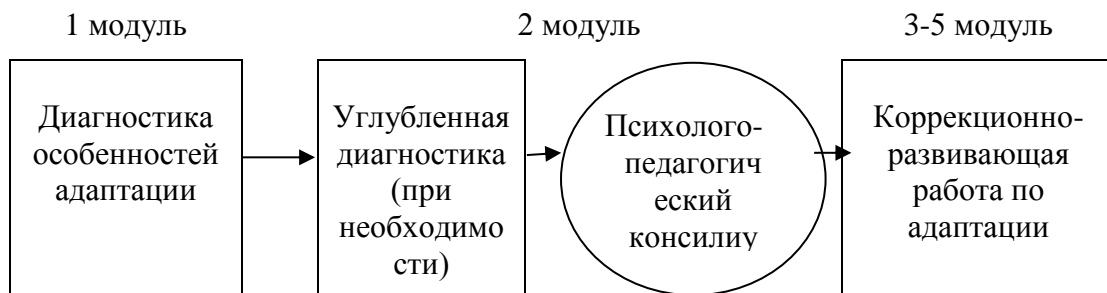 1 модуль
2 модуль
3-5 модуль
Диагностика
особенностей
адаптации
Углубленная
диагностика
(при
необходимо
сти)
Психолого-
педагогич
еский
консилиу
Коррекционно-
развивающая
работа по
адаптации